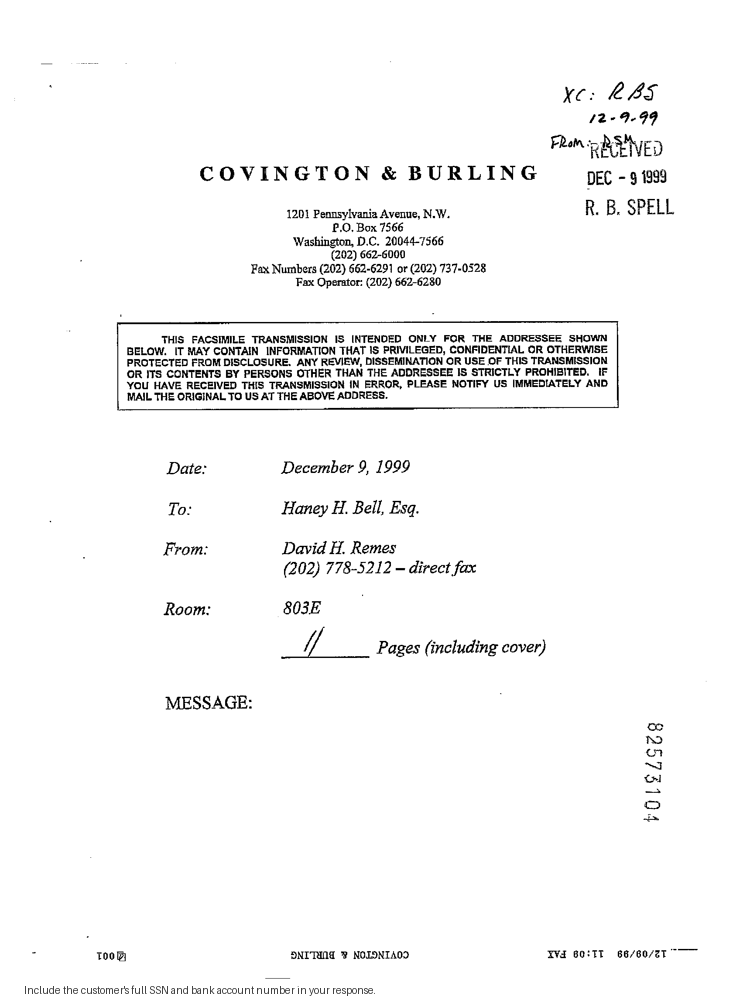 XC: RBS
12-9-99
FROM: DSM
RECEIVED
DEC - 9 1999
R. B. SPELL
COVINGTON & BURLING
1201 Pennsylvania Avenue, N.W.
P.O. Box 7566
Washington, D.C. 20044-7566
(202) 662-6000
Fax Numbers (202) 662-6291 or (202) 737-0528
Fax Operator: (202) 662-6280
THIS FACSIMILE TRANSMISSION IS INTENDED ONLY FOR THE ADDRESSEE SHOWN
BELOW. IT MAY CONTAIN INFORMATION THAT IS PRIVILEGED, CONFIDENTIAL OR OTHERWISE
PROTECTED FROM DISCLOSURE. ANY REVIEW, DISSEMINATION OR USE OF THIS TRANSMISSION
OR ITS CONTENTS BY PERSONS OTHER THAN THE ADDRESSEE IS STRICTLY PROHIBITED. IF
YOU HAVE RECEIVED THIS TRANSMISSION IN ERROR, PLEASE NOTIFY US IMMEDIATELY AND
MAIL THE ORIGINAL TO US AT THE ABOVE ADDRESS.
Date: December 9, 1999
To: Haney H. Bell, Esq.
From: David H. Remes
(202) 778-5212 – direct fax
Room: 803E
11 Pages (including cover)
MESSAGE:
82573104
12/09/99 11:09 FAX COVINGTON & BURLING 001
Include the customer's full SSN and bank account number in your response.